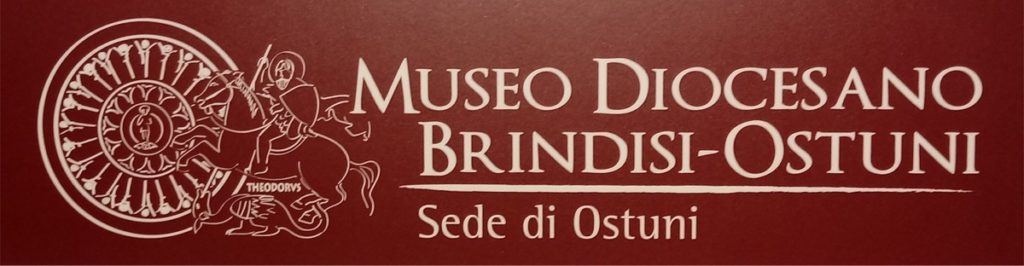 THEODORVS
MUSEO DIOCESANO
BRINDISI-OSTUNI
Sede di Ostuni